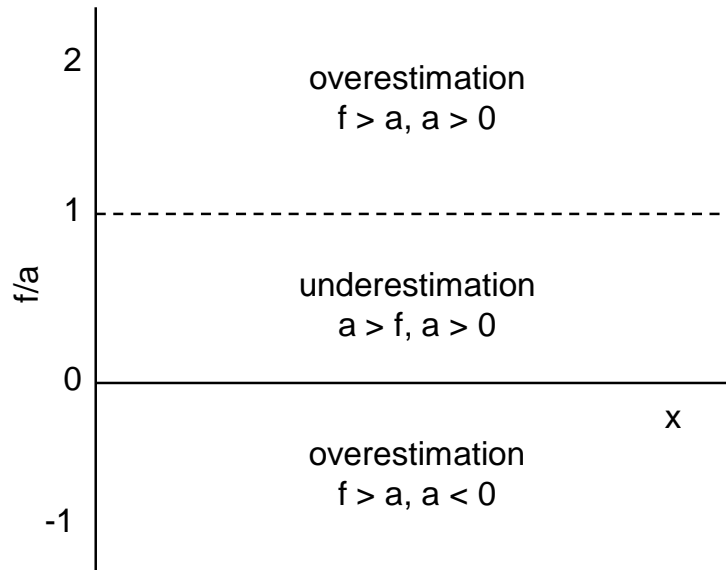 2
overestimation
f > a, a > 0
1
f/a
underestimation
a > f, a > 0
0
x
overestimation
f > a, a < 0
-1